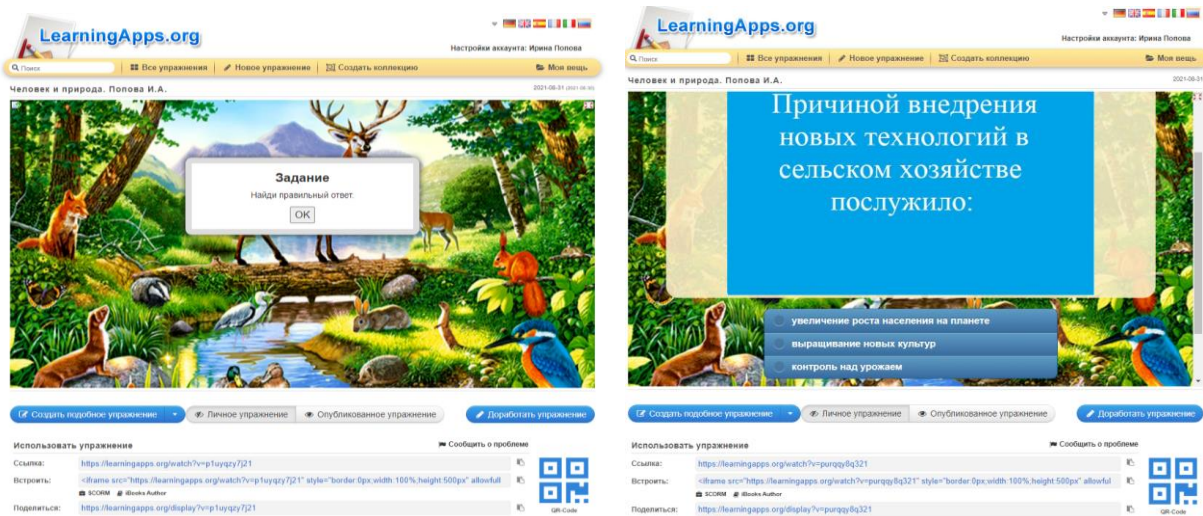 LearningApps.org
Настройки аккаунта: Ирина Попова
Поиск
Все упражнения
Новое упражнение
Создать коллекцию
Моя вещь
Человек и природа. Попова И.А.
2021-08-31
Задание
Найди правильный ответ.
OK
Создать подобное упражнение
Личное упражнение
Опубликованное упражнение
Доработать упражнение
Использовать упражнение
Сообщить о проблеме
Ссылка: https://learningapps.org/watch?v=p1uyqzy7j21
Встроить: <iframe src="https://learningapps.org/watch?v=p1uyqzy7j21" style="border:0px;width:100%;height:500px" allowfull
SCORM iBooks Author
Поделиться: https://learningapps.org/display?v=p1uyqzy7j21
QR-Code
LearningApps.org
Настройки аккаунта: Ирина Попова
Поиск
Все упражнения
Новое упражнение
Создать коллекцию
Моя вещь
Человек и природа. Попова И.А.
2021-08-31
Причиной внедрения
новых технологий в
сельском хозяйстве
послужило:
увеличение роста населения на планете
выращивание новых культур
контроль над урожаем
Создать подобное упражнение
Личное упражнение
Опубликованное упражнение
Доработать упражнение
Использовать упражнение
Сообщить о проблеме
Ссылка: https://learningapps.org/watch?v=purqqy8q321
Встроить: <iframe src="https://learningapps.org/watch?v=purqqy8q321" style="border:0px;width:100%;height:500px" allowful
SCORM iBooks Author
Поделиться: https://learningapps.org/display?v=purqqy8q321
QR-Code